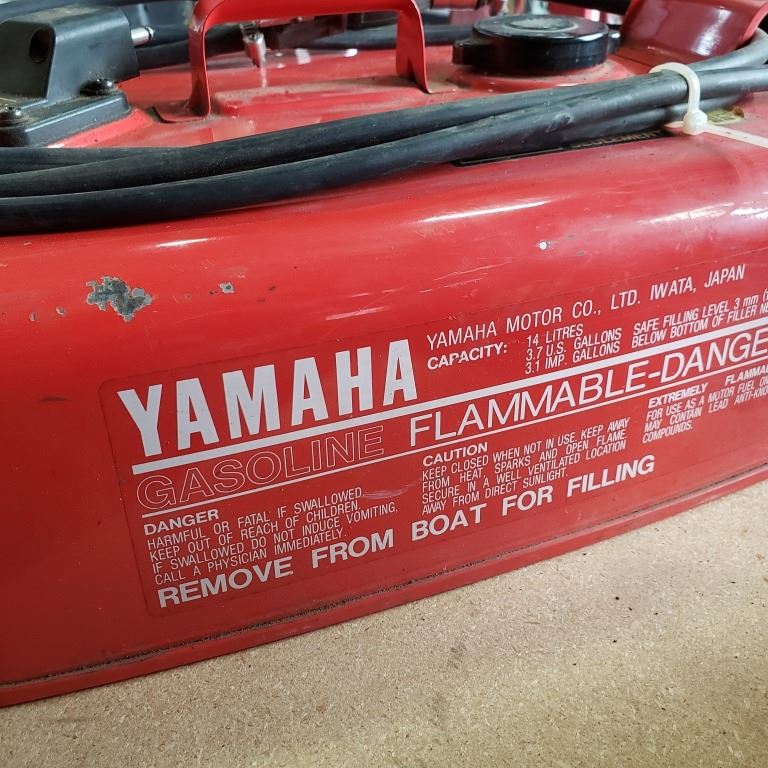 SEULEMENT
YAMAHA MOTOR CO., LTD. IWATA, JAPAN
YAMAHA
CAPACITY: 14 LITRES
3.7 U.S. GALLONS
3.1 IMP. GALLONS
SAFE FILLING LEVEL 3 mm
BELOW BOTTOM OF FILLER
GASOLINE FLAMMABLE-DANGE
DANGER
HARMFUL OR FATAL IF SWALLOWED.
KEEP OUT OF REACH OF CHILDREN.
IF SWALLOWED DO NOT INDUCE VOMITING.
CALL A PHYSICIAN IMMEDIATELY.
CAUTION
KEEP CLOSED WHEN NOT IN USE. KEEP AWAY
FROM HEAT, SPARKS AND OPEN FLAME.
SECURE IN A WELL VENTILATED LOCATION
AWAY FROM DIRECT SUNLIGHT.
EXTREMELY FLAMMA
FOR USE AS A MOTOR FUEL ON
MAY CONTAIN LEAD ANTI-KNO
COMPOUNDS.
REMOVE FROM BOAT FOR FILLING